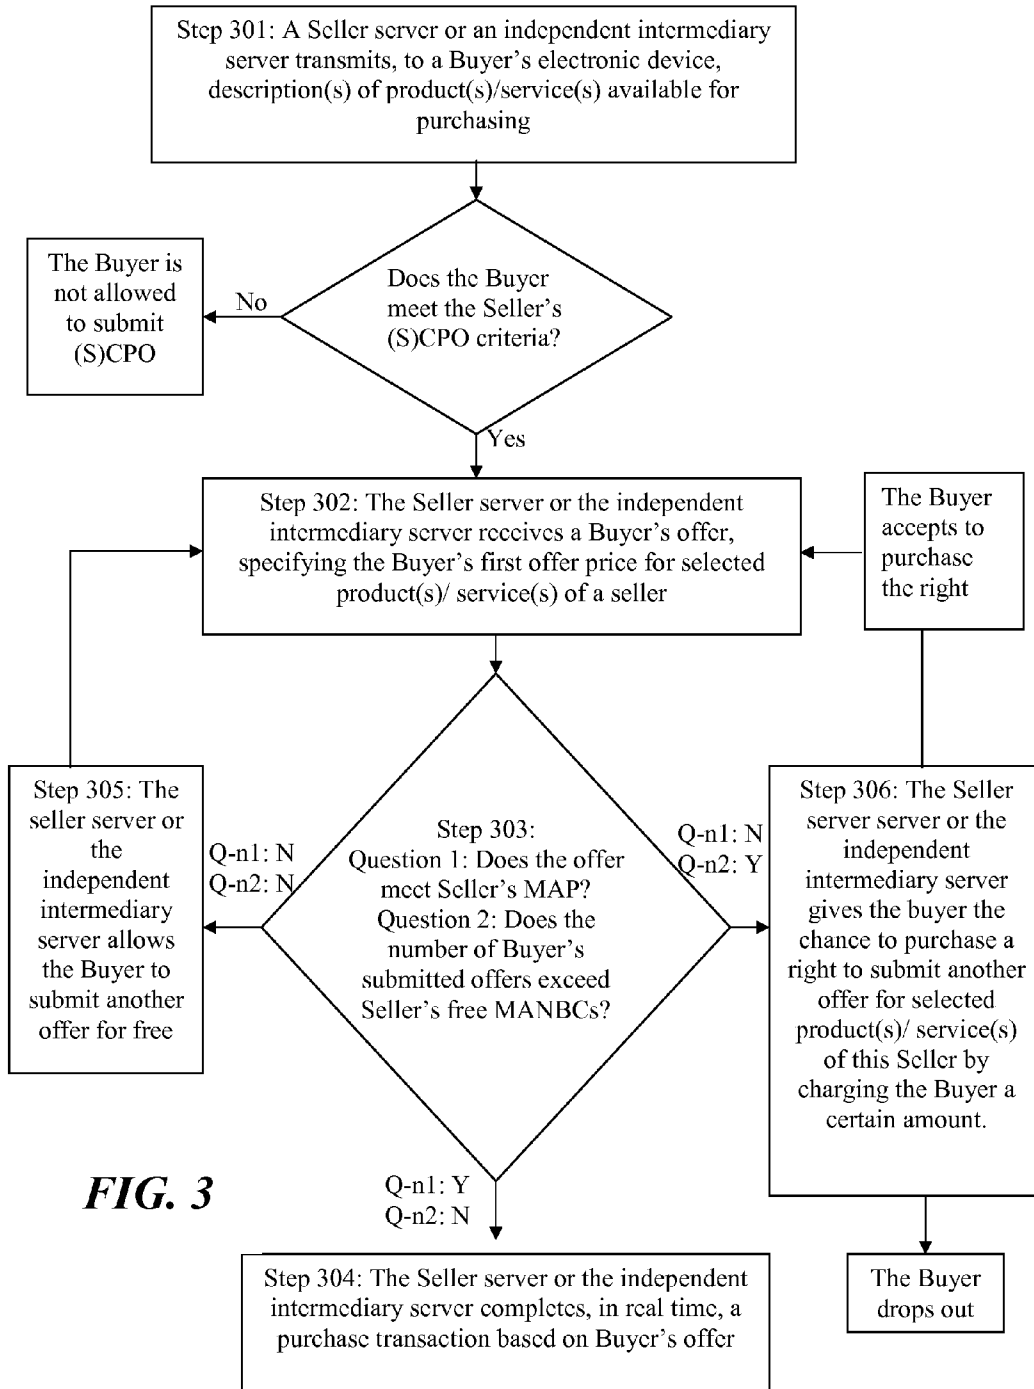 Step 301: A Seller server or an independent intermediary
server transmits, to a Buyer's electronic device,
description(s) of product(s)/service(s) available for
purchasing
The Buyer is
not allowed
to submit
(S)CPO
No
Does the Buyer
meet the Seller's
(S)CPO criteria?
Yes
Step 302: The Seller server or the independent
intermediary server receives a Buyer's offer,
specifying the Buyer's first offer price for selected
product(s)/ service(s) of a seller
The Buyer
accepts to
purchase
the right
Step 305: The
seller server or
the
independent
intermediary
server allows
the Buyer to
submit another
offer for free
Q-n1: N
Q-n2: N
Step 303:
Question 1: Does the offer
meet Seller's MAP?
Question 2: Does the
number of Buyer's
submitted offers exceed
Seller's free MANBCs?
Q-n1: N
Q-n2: Y
Step 306: The Seller
server server or the
independent
intermediary server
gives the buyer the
chance to purchase a
right to submit another
offer for selected
product(s)/ service(s)
of this Seller by
charging the Buyer a
certain amount.
FIG. 3
Q-n1: Y
Q-n2: N
Step 304: The Seller server or the independent
intermediary server completes, in real time, a
purchase transaction based on Buyer's offer
The Buyer
drops out